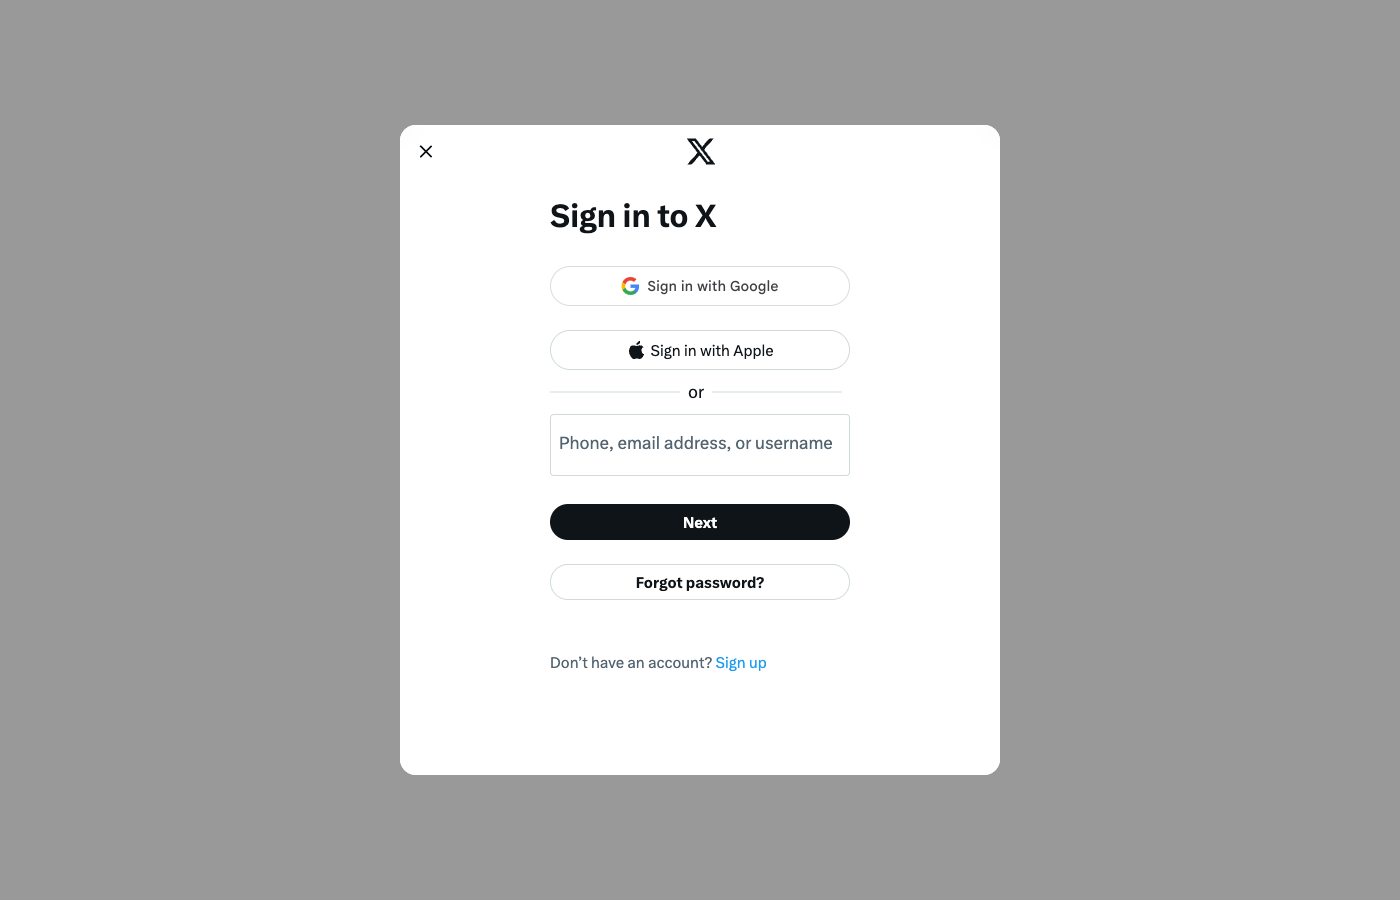 Sign in to X
Sign in with Google
Sign in with Apple
or
Phone, email address, or username
Next
Forgot password?
Don’t have an account? Sign up